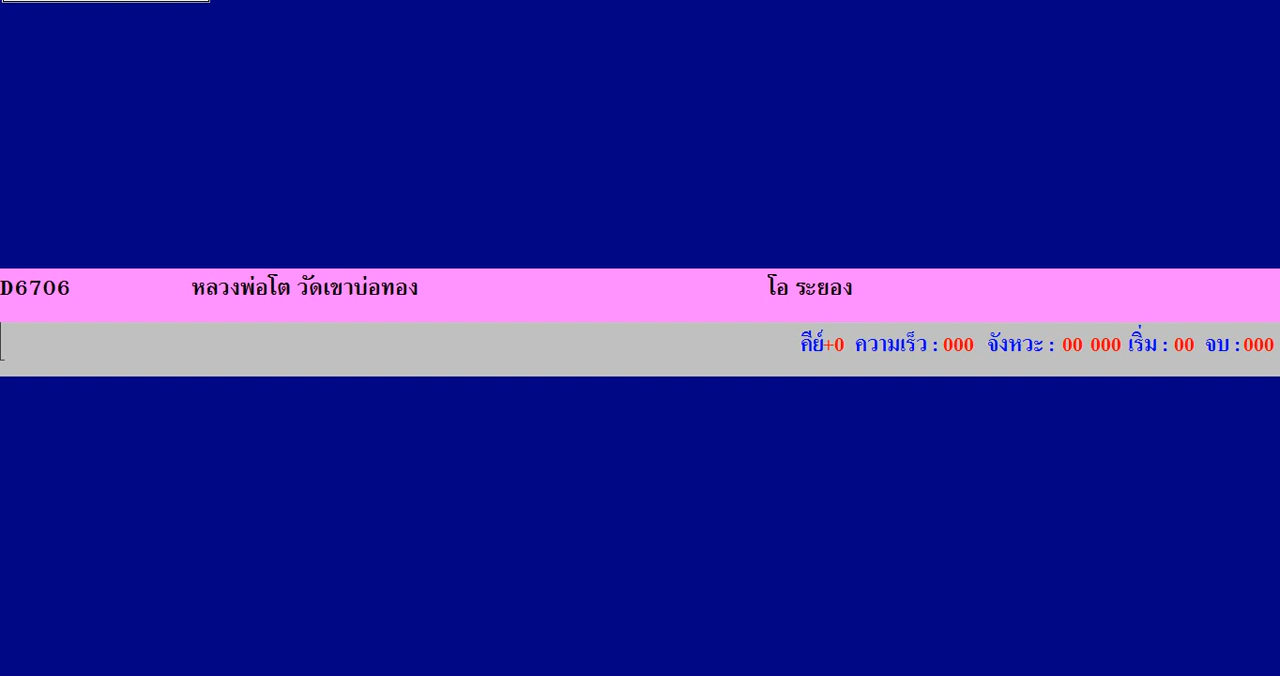 D6706 หลวงพ่อโต วัดเขาบ่อทอง โอ ระยอง
คีย์+0 ความเร็ว : 000 จังหวะ : 00 000 เริ่ม : 00 จบ : 000